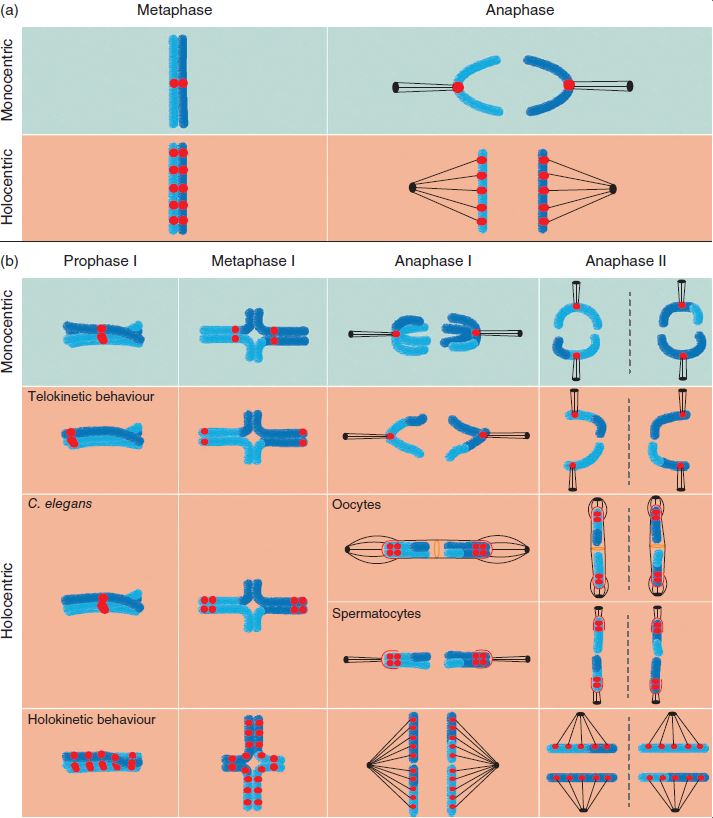 (a)
Metaphase
Anaphase
Monocentric
Holocentric
(b)
Prophase I
Metaphase I
Anaphase I
Anaphase II
Monocentric
Telokinetic behaviour
Holocentric
C. elegans
Oocytes
Spermatocytes
Holokinetic behaviour